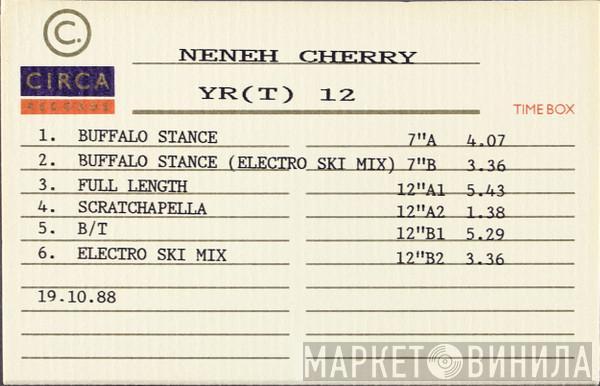 C.
NENEH CHERRY
CIRCA
RECORDS
YR(T) 12
TIME BOX
1. BUFFALO STANCE 7"A 4.07
2. BUFFALO STANCE (ELECTRO SKI MIX) 7"B 3.36
3. FULL LENGTH 12"A1 5.43
4. SCRATCHAPELLA 12"A2 1.38
5. B/T 12"B1 5.29
6. ELECTRO SKI MIX 12"B2 3.36
19.10.88
МАРКЕТ ВИНИЛА